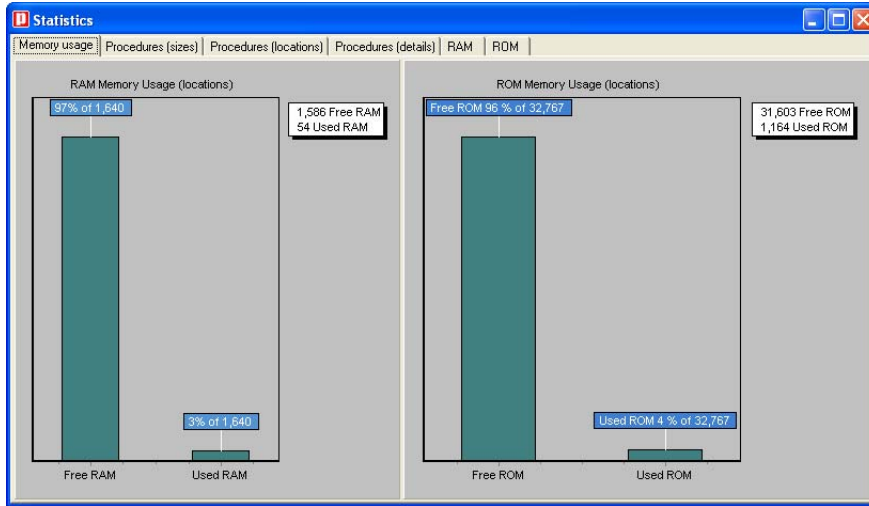 Statistics
Memory usage
Procedures (sizes)
Procedures (locations)
Procedures (details)
RAM
ROM
RAM Memory Usage (locations)
97% of 1,640
1,586 Free RAM
54 Used RAM
3% of 1,640
Free RAM
Used RAM
ROM Memory Usage (locations)
Free ROM 96 % of 32,767
31,603 Free ROM
1,164 Used ROM
Used ROM 4 % of 32,767
Free ROM
Used ROM